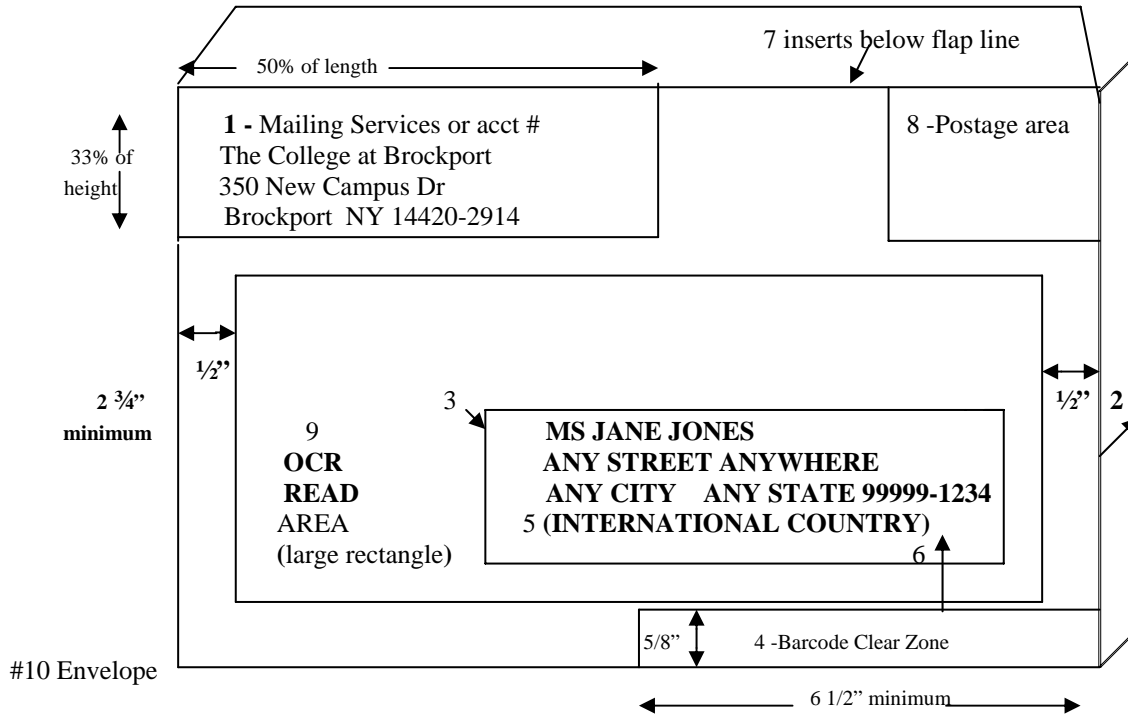 7 inserts below flap line
50% of length
1 - Mailing Services or acct #
The College at Brockport
350 New Campus Dr
Brockport  NY 14420-2914
8 -Postage area
33% of
height
½”
½”
2
2 ¾”
minimum
3
9
OCR
READ
AREA
(large rectangle)
MS JANE JONES
ANY STREET ANYWHERE
ANY CITY    ANY STATE 99999-1234
5 (INTERNATIONAL COUNTRY)
6
5/8”
4 -Barcode Clear Zone
#10 Envelope
6 1/2” minimum